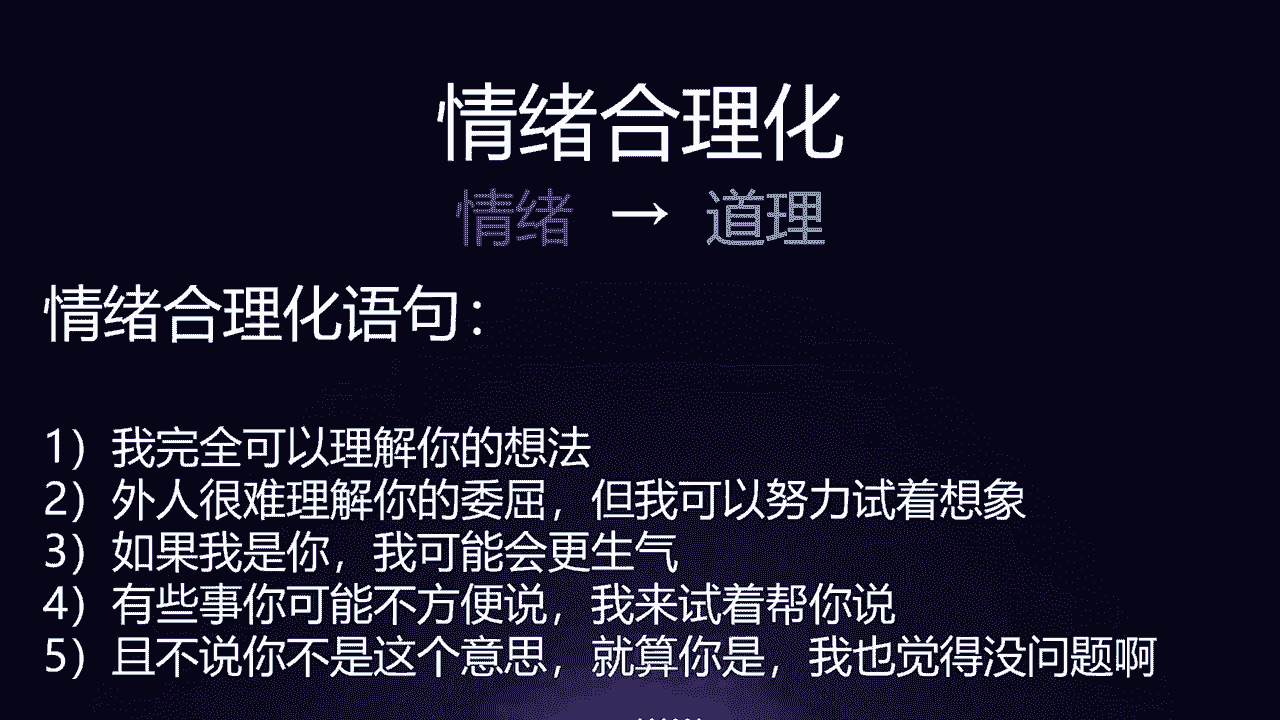 情绪合理化
情绪 → 道理
情绪合理化语句：
1）我完全可以理解你的想法
2）外人很难理解你的委屈，但我可以努力试着想象
3）如果我是你，我可能会更生气
4）有些事你可能不方便说，我来试着帮你说
5）且不说你不是这个意思，就算你是，我也觉得没问题啊
……